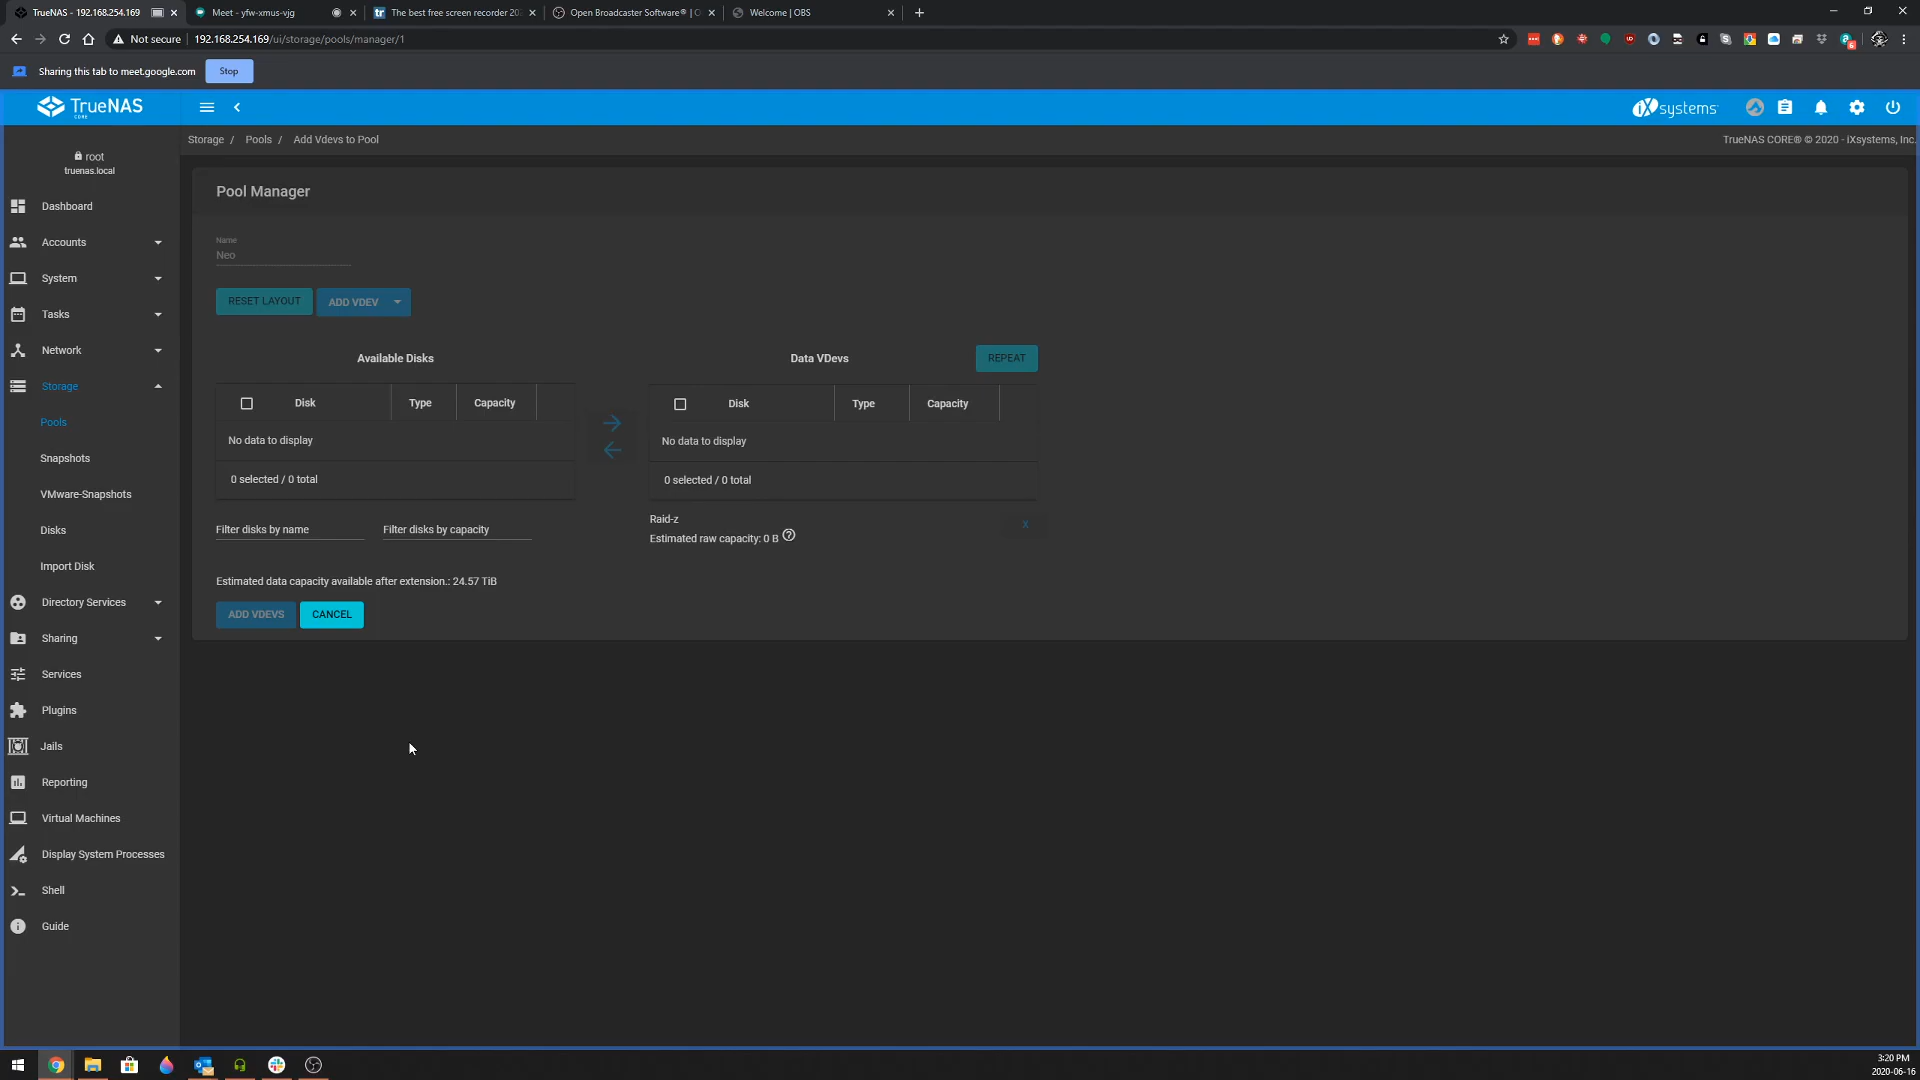 TrueNAS - 192.168.254.169
Meet - yfw-xmus-vjg
The best free screen recorder 20
Open Broadcaster Software® | O
Welcome | OBS
Not secure
192.168.254.169/ui/storage/pools/manager/1
Sharing this tab to meet.google.com
Stop
TrueNAS
CORE
iXsystems
Storage / Pools / Add Vdevs to Pool
TrueNAS CORE® © 2020 - iXsystems, Inc.
root
truenas.local
Dashboard
Accounts
System
Tasks
Network
Storage
Pools
Snapshots
VMware-Snapshots
Disks
Import Disk
Directory Services
Sharing
Services
Plugins
Jails
Reporting
Virtual Machines
Display System Processes
Shell
Guide
Pool Manager
Name
Neo
RESET LAYOUT
ADD VDEV
Available Disks
Disk Type Capacity
No data to display
0 selected / 0 total
Filter disks by name
Filter disks by capacity
Data VDevs
REPEAT
Disk Type Capacity
No data to display
0 selected / 0 total
Raid-z
X
Estimated raw capacity: 0 B
Estimated data capacity available after extension.: 24.57 TiB
ADD VDEVS
CANCEL
3:20 PM
2020-06-16